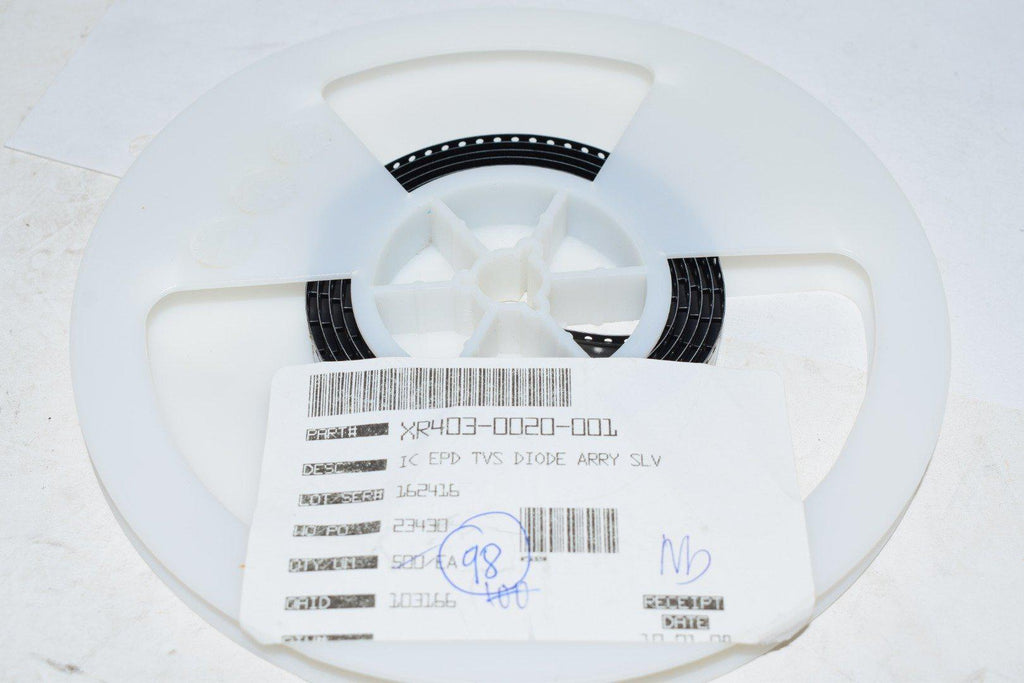 PART# XR403-0020-001
DESC IC EPD TVS DIODE ARRY SLV
LOT/SER# 162416
WO/PO 23430
QTY/UM 500/EA 98
100
GAID 103166
NB
RECEIPT
DATE